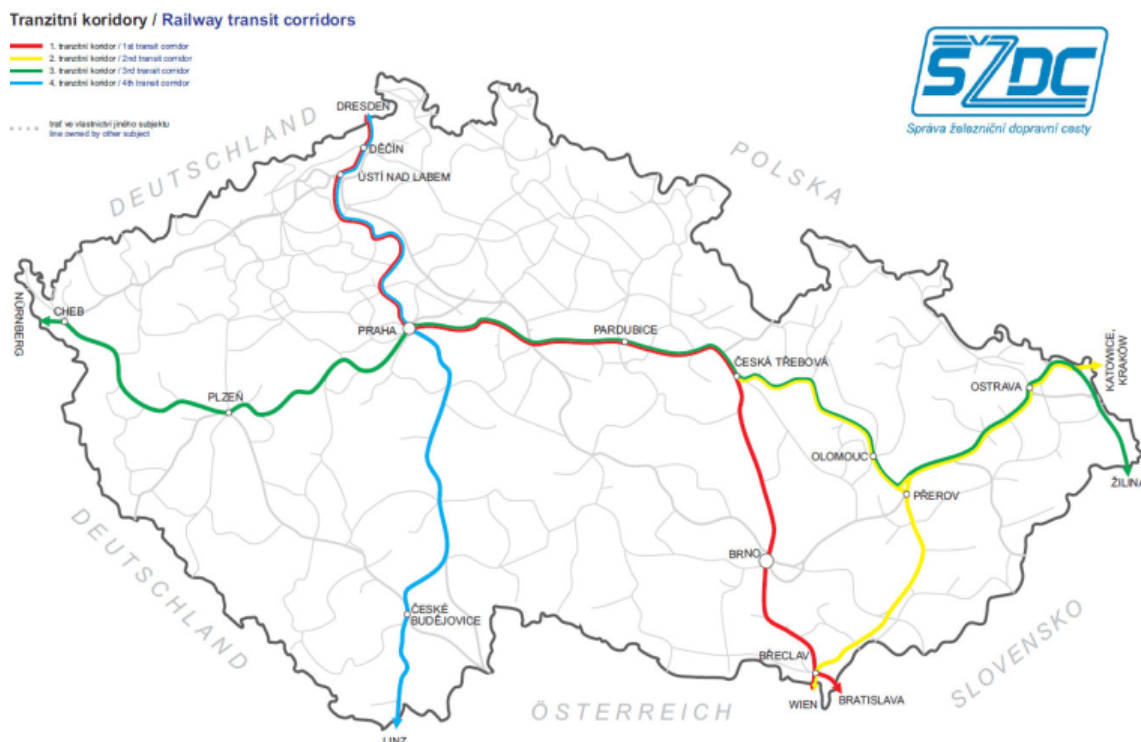 Tranzitní koridory / Railway transit corridors
1. tranzitní koridor / 1st transit corridor
2. tranzitní koridor / 2nd transit corridor
3. tranzitní koridor / 3rd transit corridor
4. tranzitní koridor / 4th transit corridor
trať ve vlastnictví jiného subjektu
line owned by other subject
SŽDC
Správa železniční dopravní cesty
DEUTSCHLAND
POLSKA
DRESDEN
DĚČÍN
ÚSTÍ NAD LABEM
NÜRNBERG
CHEB
PRAHA
PARDUBICE
ČESKÁ TŘEBOVÁ
KATOWICE,
KRAKÓW
OSTRAVA
PLZEŇ
OLOMOUC
ŽILINA
PŘEROV
DEUTSCHLAND
BRNO
ČESKÉ
BUDĚJOVICE
SLOVENSKO
BŘECLAV
WIEN
BRATISLAVA
ÖSTERREICH
LINZ